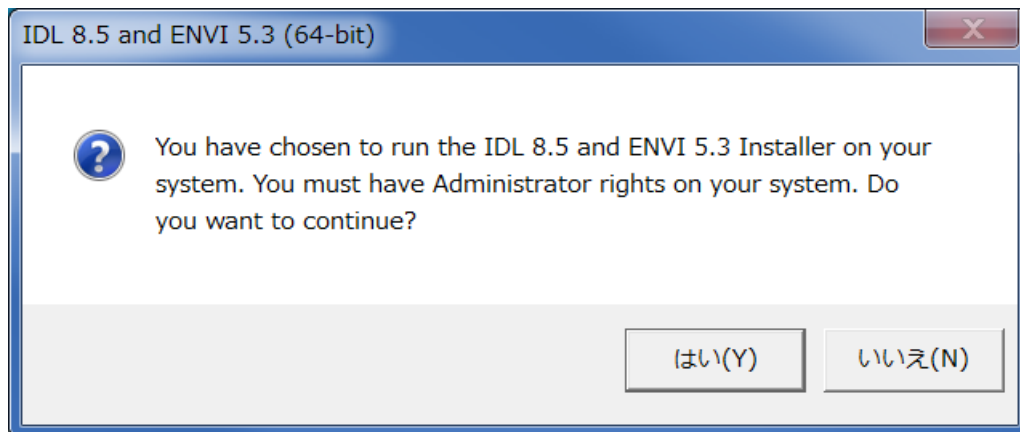 IDL 8.5 and ENVI 5.3 (64-bit)
You have chosen to run the IDL 8.5 and ENVI 5.3 Installer on your
system. You must have Administrator rights on your system. Do
you want to continue?
はい(Y)
いいえ(N)